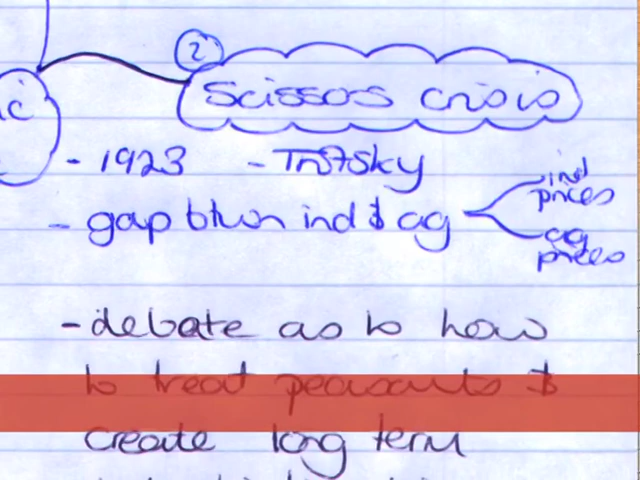 2
Scissors crisis
ic
- 1923 - Trotsky
- gap btwn ind & ag
ind
prices
ag
prices
- debate as to how
to treat peasants &
create long term